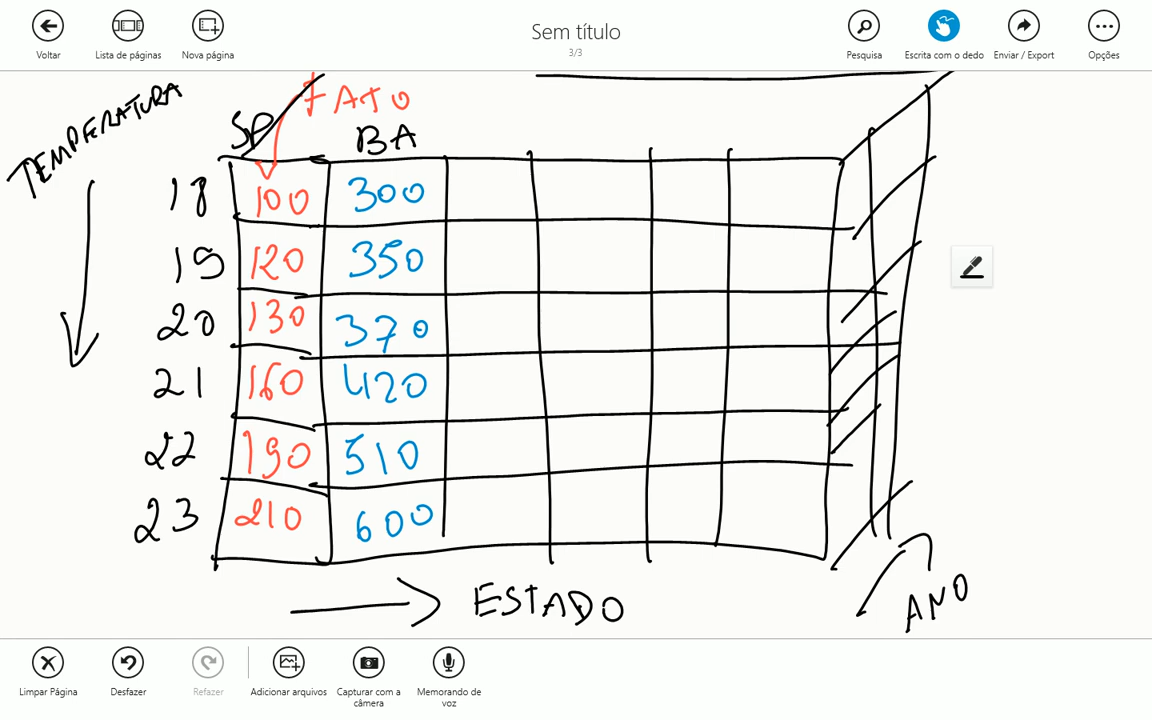 Voltar
Lista de páginas
Nova página
Sem título
3/3
Pesquisa
Escrita com o dedo
Enviar / Export
Opções
TEMPERATURA
FATO
SP BA
18 100 300
19 120 350
20 130 370
21 160 420
22 190 510
23 210 600
ESTADO
ANO
Limpar Página
Desfazer
Refazer
Adicionar arquivos
Capturar com a
câmera
Memorando de
voz